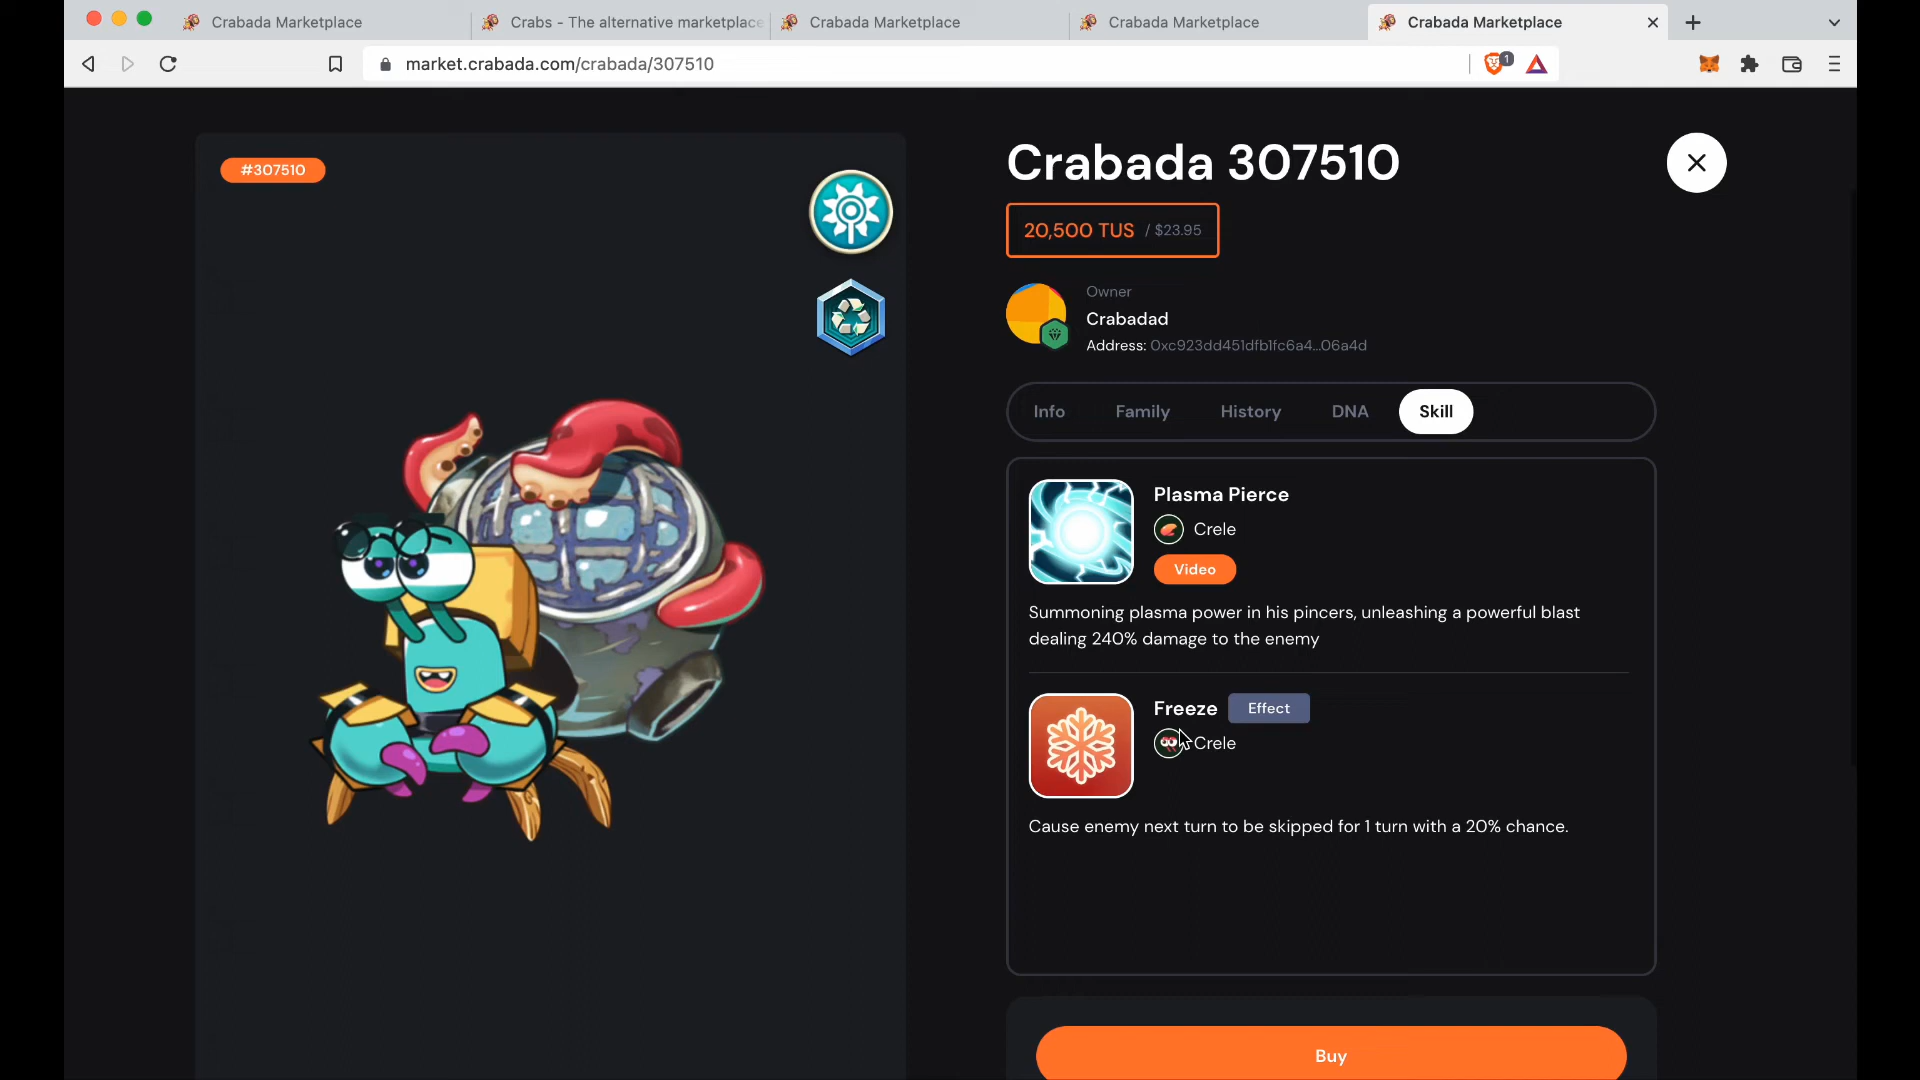 Crabada Marketplace
Crabs - The alternative marketplace
Crabada Marketplace
Crabada Marketplace
Crabada Marketplace
market.crabada.com/crabada/307510
1
#307510
Crabada 307510
20,500 TUS / $23.95
Owner
Crabadad
Address: 0xc923dd451dfb1fc6a4...06a4d
Info
Family
History
DNA
Skill
Plasma Pierce
Crele
Video
Summoning plasma power in his pincers, unleashing a powerful blast
dealing 240% damage to the enemy
Freeze
Effect
Crele
Cause enemy next turn to be skipped for 1 turn with a 20% chance.
Buy